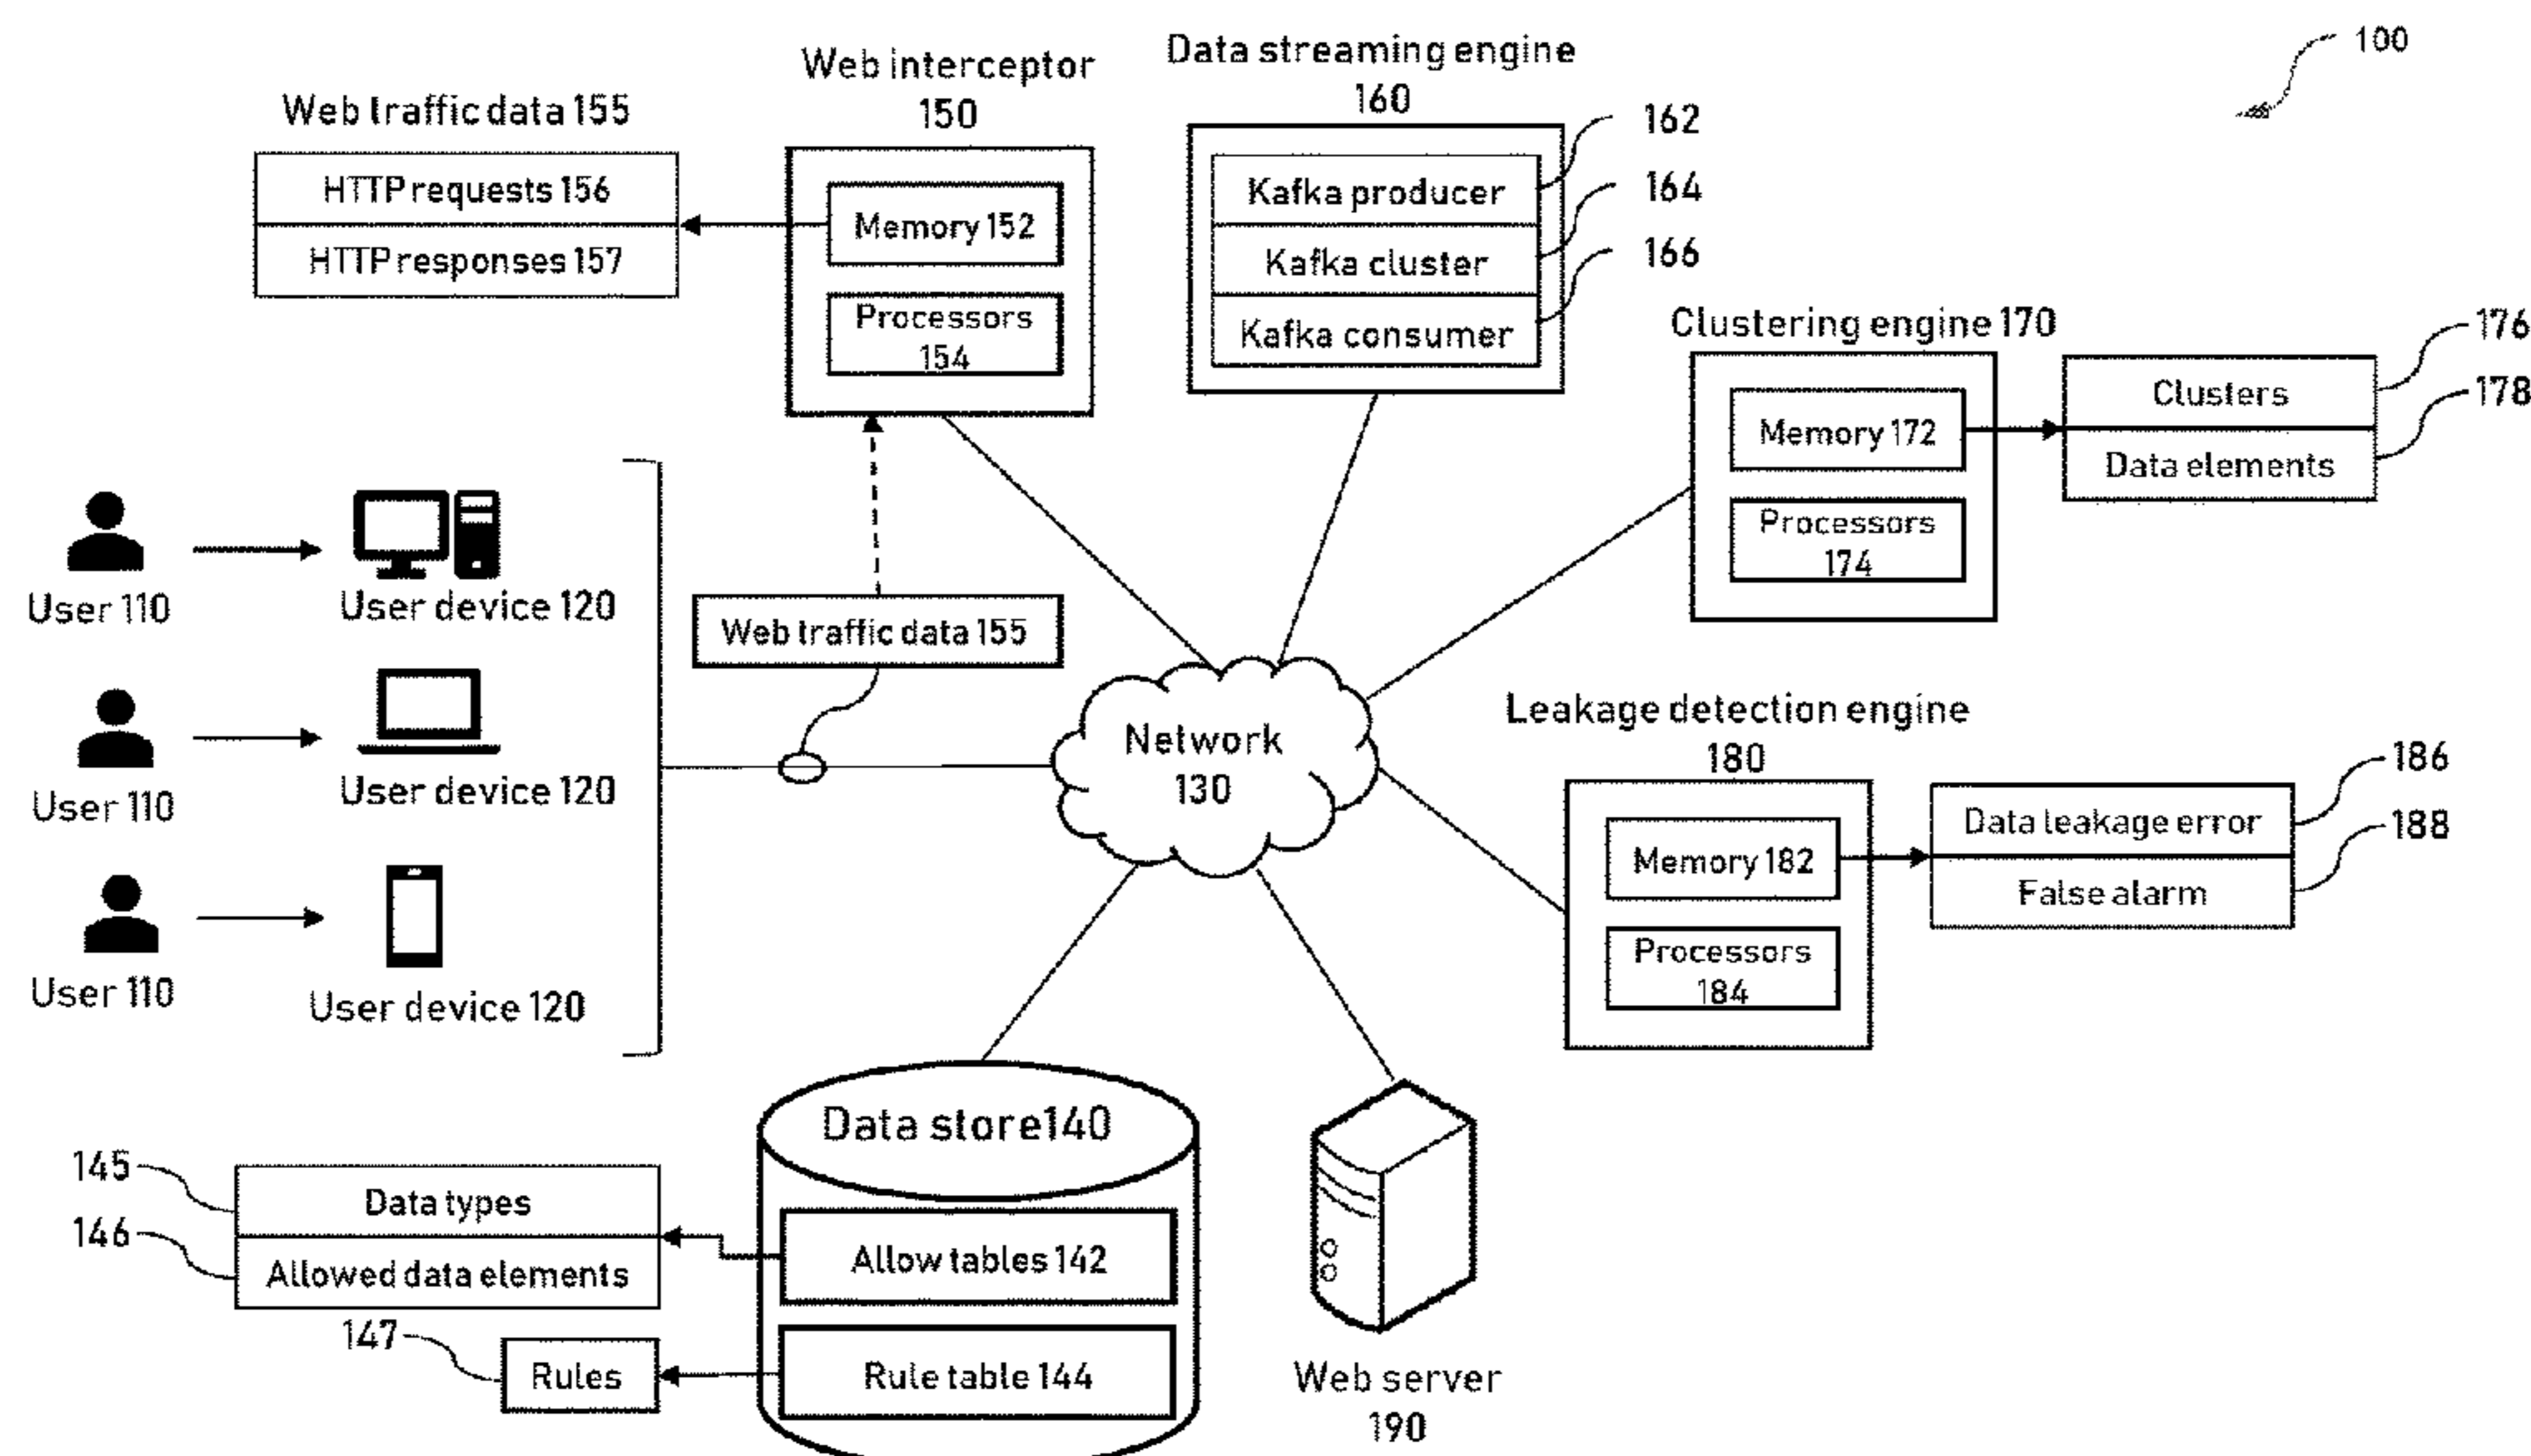 100
Data streaming engine
160
Web interceptor
150
Web traffic data 155
HTTP requests 156
HTTP responses 157
Memory 152
Processors
154
Kafka producer
Kafka cluster
Kafka consumer
162
164
166
Clustering engine 170
Memory 172
Processors
174
Clusters
Data elements
176
178
User 110
User device 120
User 110
User device 120
User 110
User device 120
Web traffic data 155
Network
130
Leakage detection engine
180
Memory 182
Processors
184
Data leakage error
False alarm
186
188
Data store140
Allow tables 142
Rule table 144
145
Data types
146
Allowed data elements
147
Rules
Web server
190